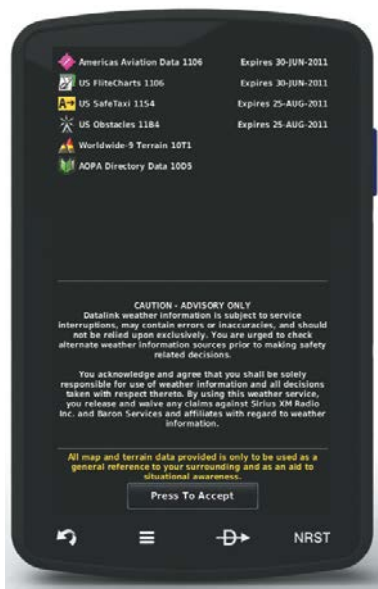 Americas Aviation Data 1106 Expires 30-JUN-2011
US FliteCharts 1106 Expires 30-JUN-2011
A→ US SafeTaxi 11S4 Expires 25-AUG-2011
US Obstacles 11B4 Expires 25-AUG-2011
Worldwide-9 Terrain 10T1
AOPA Directory Data 10D5
CAUTION - ADVISORY ONLY
Datalink weather information is subject to service
interruptions, may contain errors or inaccuracies, and should
not be relied upon exclusively. You are urged to check
alternate weather information sources prior to making safety
related decisions.
You acknowledge and agree that you shall be solely
responsible for use of weather information and all decisions
taken with respect thereto. By using this weather service,
you release and waive any claims against Sirius XM Radio
Inc. and Baron Services and affiliates with regard to weather
information.
All map and terrain data provided is only to be used as a
general reference to your surrounding and as an aid to
situational awareness.
Press To Accept
D NRST